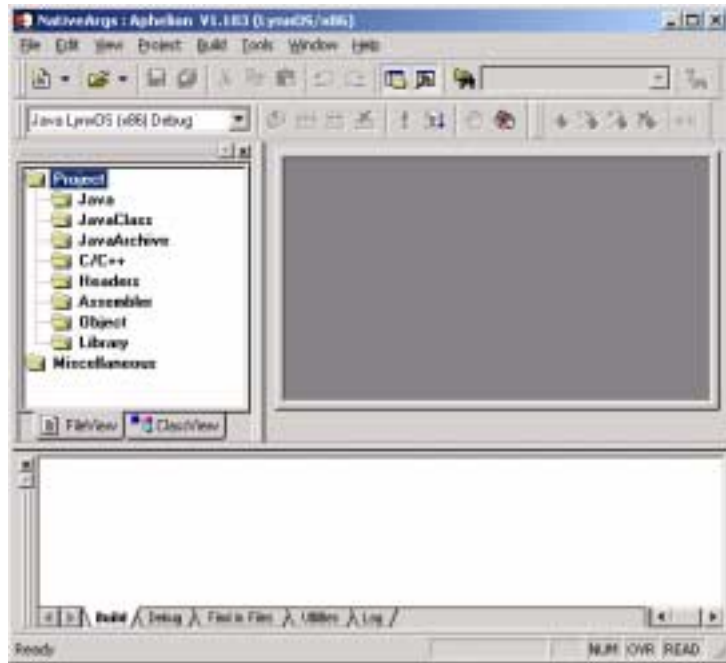 NativeArgs : Aphelion V1.103 (LynxOS/x86)
File Edit View Project Build Tools Window Help
Java LynxOS (x86) Debug
Project
Java
JavaClass
JavaArchive
C/C++
Headers
Assembler
Object
Library
Miscellaneous
FileView ClassView
Build Debug Find in Files Utilities Log
Ready NUM OVR READ